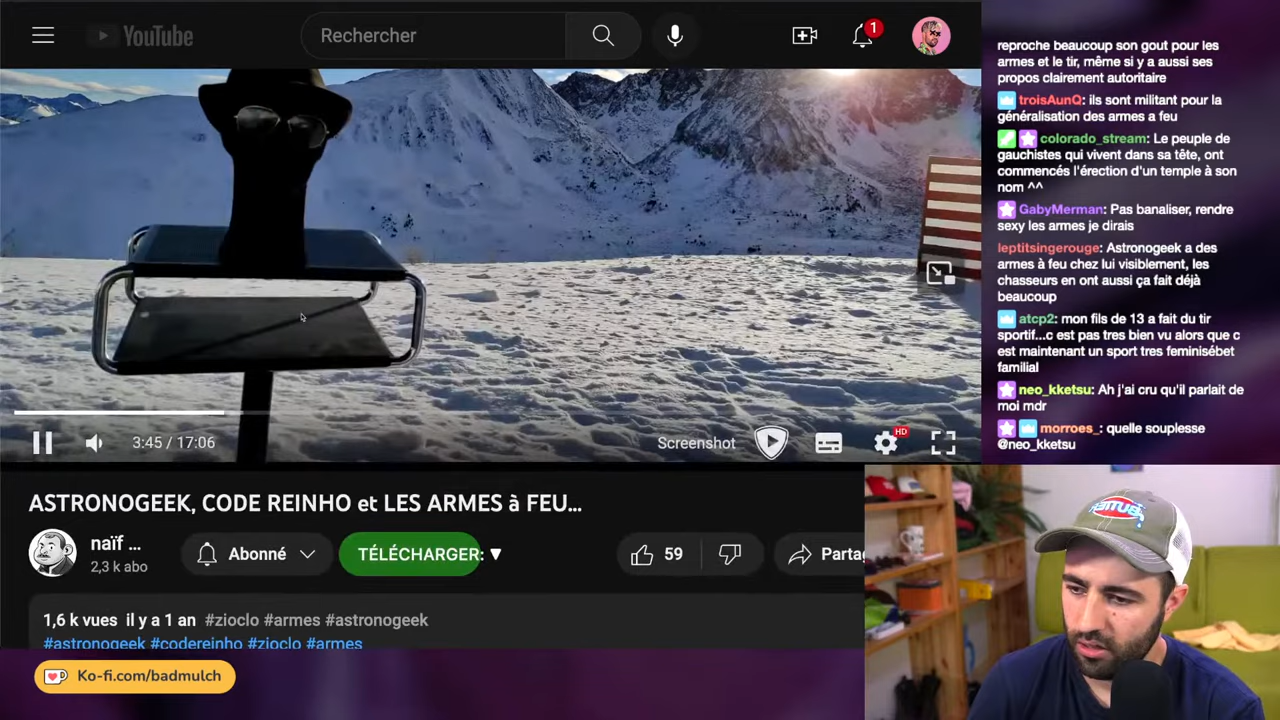 YouTube
Rechercher
1
reproche beaucoup son gout pour les
armes et le tir, même si y a aussi ses
propos clairement autoritaire
troisAunQ: ils sont militant pour la
généralisation des armes a feu
colorado_stream: Le peuple de
gauchistes qui vivent dans sa tête, ont
commencés l'érection d'un temple à son
nom ^^
GabyMerman: Pas banaliser, rendre
sexy les armes je dirais
leptitsingerouge: Astronogeek a des
armes à feu chez lui visiblement, les
chasseurs en ont aussi ça fait déjà
beaucoup
atcp2: mon fils de 13 a fait du tir
sportif...c est pas tres bien vu alors que c
est maintenant un sport tres feminisébet
familial
neo_kketsu: Ah j'ai cru qu'il parlait de
moi mdr
morroes_: quelle souplesse
@neo_kketsu
3:45 / 17:06
Screenshot
HD
ASTRONOGEEK, CODE REINHO et LES ARMES à FEU...
naïf ...
2,3 k abo
Abonné
TÉLÉCHARGER: ▼
59
Partag
1,6 k vues il y a 1 an #zioclo #armes #astronogeek
#astronogeek #codereinho #zioclo #armes
Ko-fi.com/badmulch